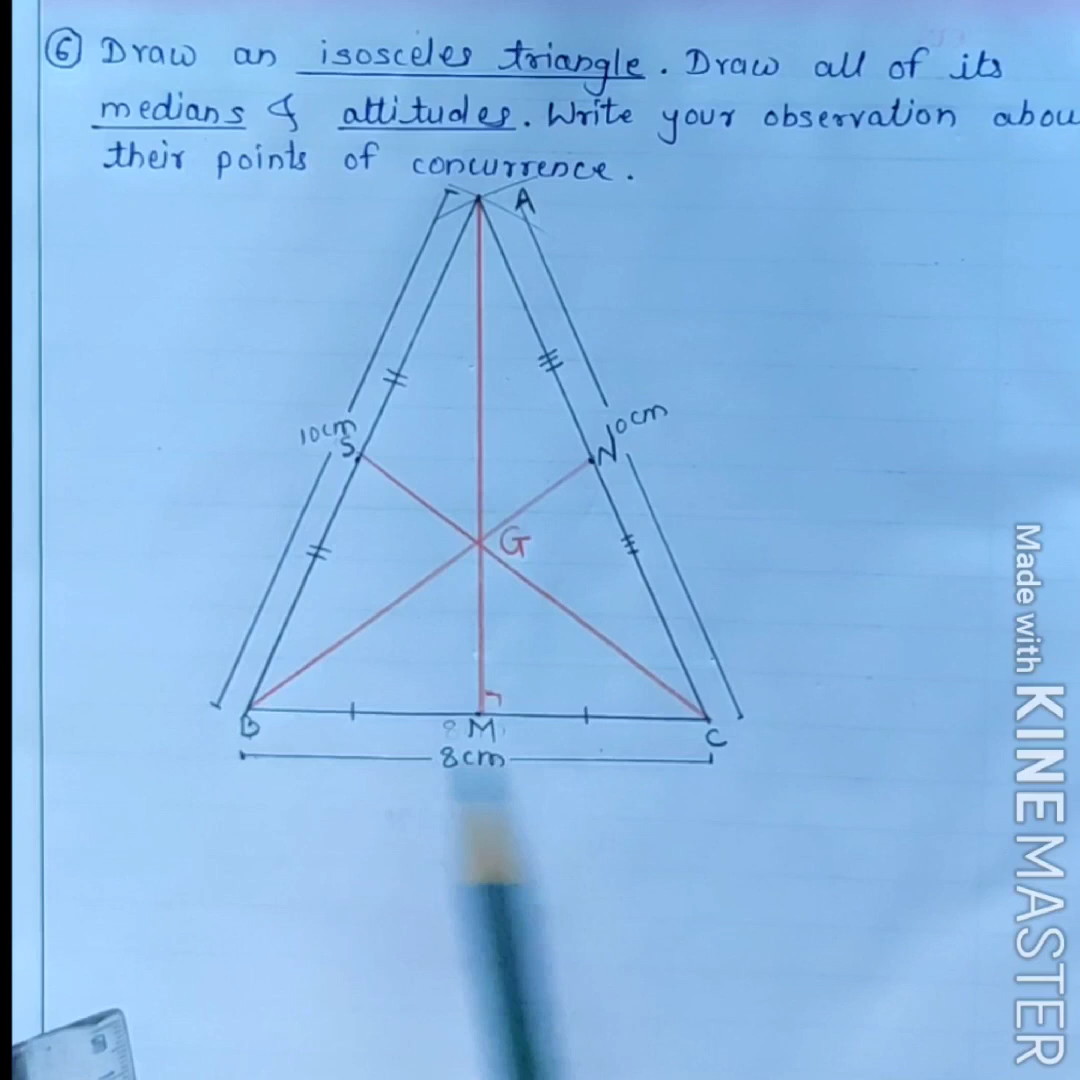 6 Draw an isosceles triangle. Draw all of its
medians & attitudes. Write your observation abou
their points of concurrence.
A
10cm
10cm
S
N
G
B
M
C
8cm
Made with KINEMASTER